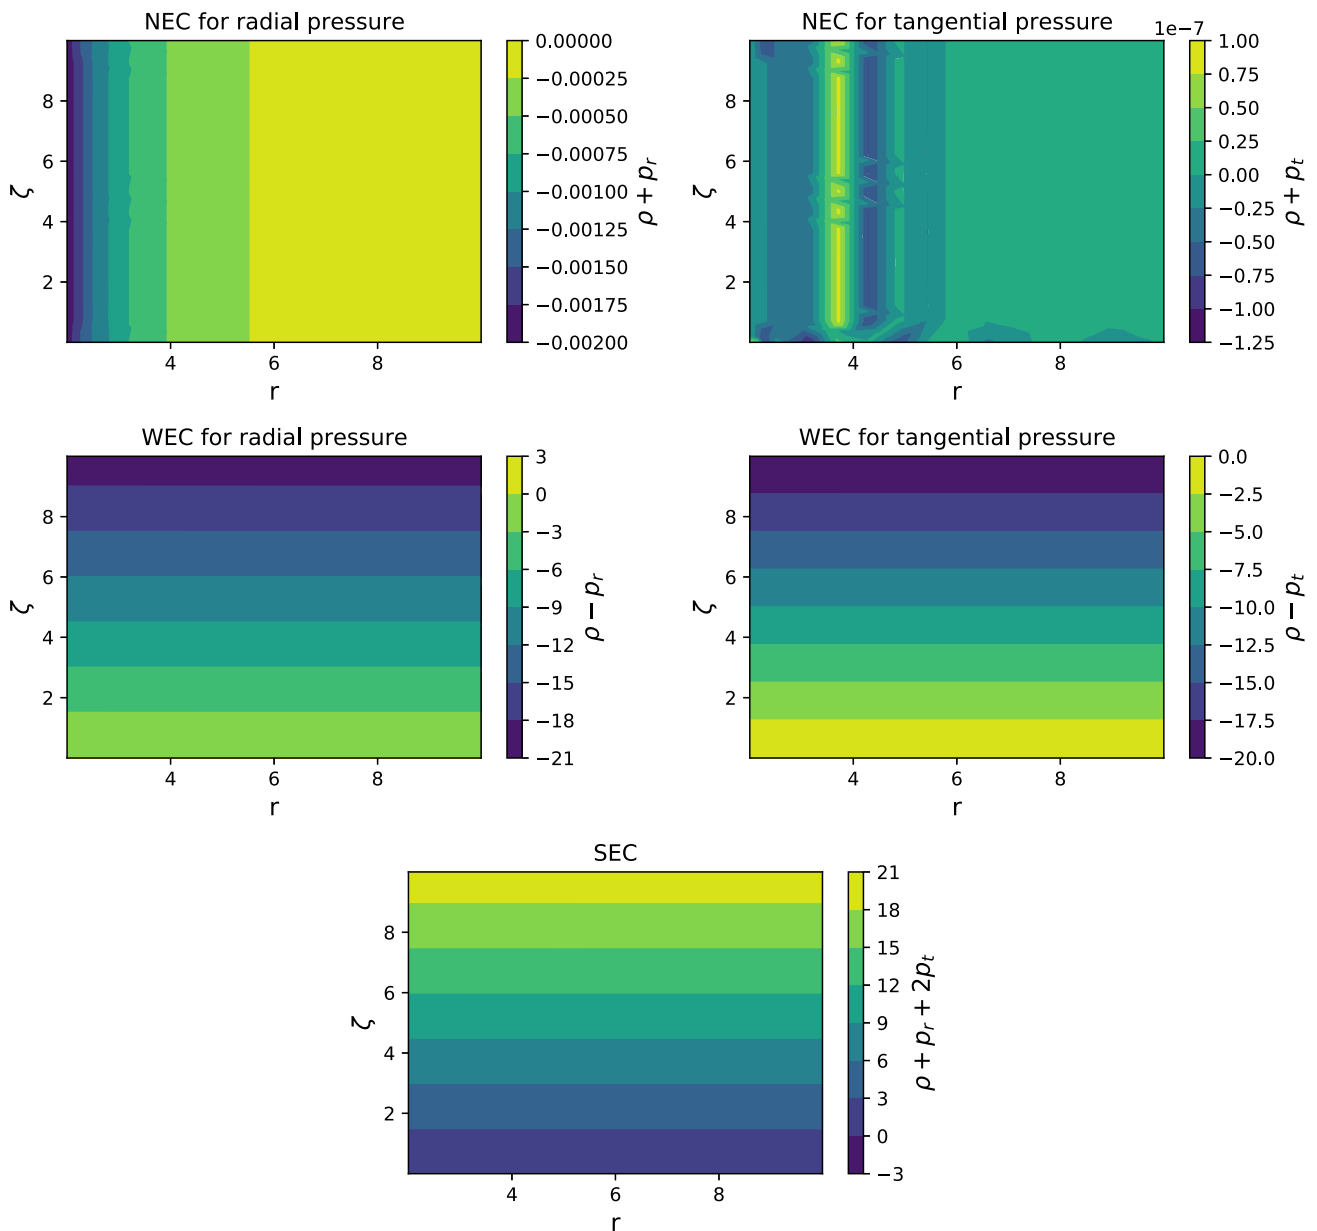 NEC for radial pressure
0.00000
−0.00025
−0.00050
−0.00075
−0.00100
−0.00125
−0.00150
−0.00175
−0.00200
ρ + p_r
8
6
4
2
ζ
4 6 8
r
NEC for tangential pressure
1e−7
1.00
0.75
0.50
0.25
0.00
−0.25
−0.50
−0.75
−1.00
−1.25
ρ + p_t
8
6
4
2
ζ
4 6 8
r
WEC for radial pressure
3
0
−3
−6
−9
−12
−15
−18
−21
ρ − p_r
8
6
4
2
ζ
4 6 8
r
WEC for tangential pressure
0.0
−2.5
−5.0
−7.5
−10.0
−12.5
−15.0
−17.5
−20.0
ρ − p_t
8
6
4
2
ζ
4 6 8
r
SEC
21
18
15
12
9
6
3
0
−3
ρ + p_r + 2p_t
8
6
4
2
ζ
4 6 8
r